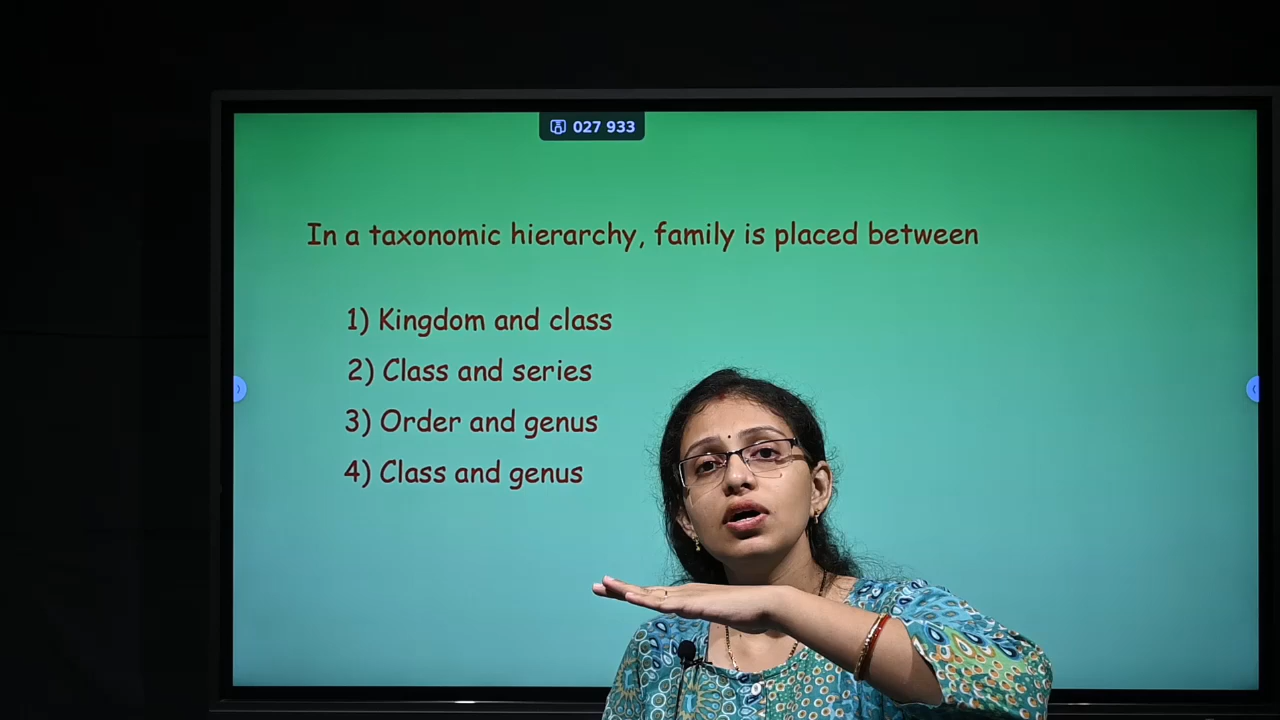 027 933
In a taxonomic hierarchy, family is placed between
1) Kingdom and class
2) Class and series
3) Order and genus
4) Class and genus